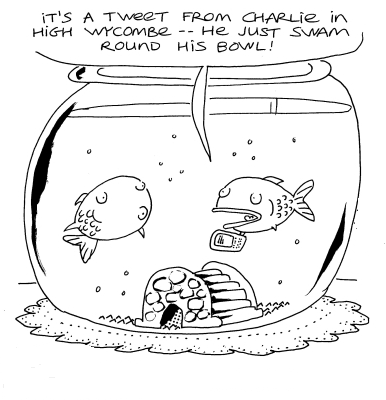 iT'S A TWEET FROM CHARLIE iN
HiGH WYCOMBE -- HE JUST SWAM
ROUND HiS BOWL!